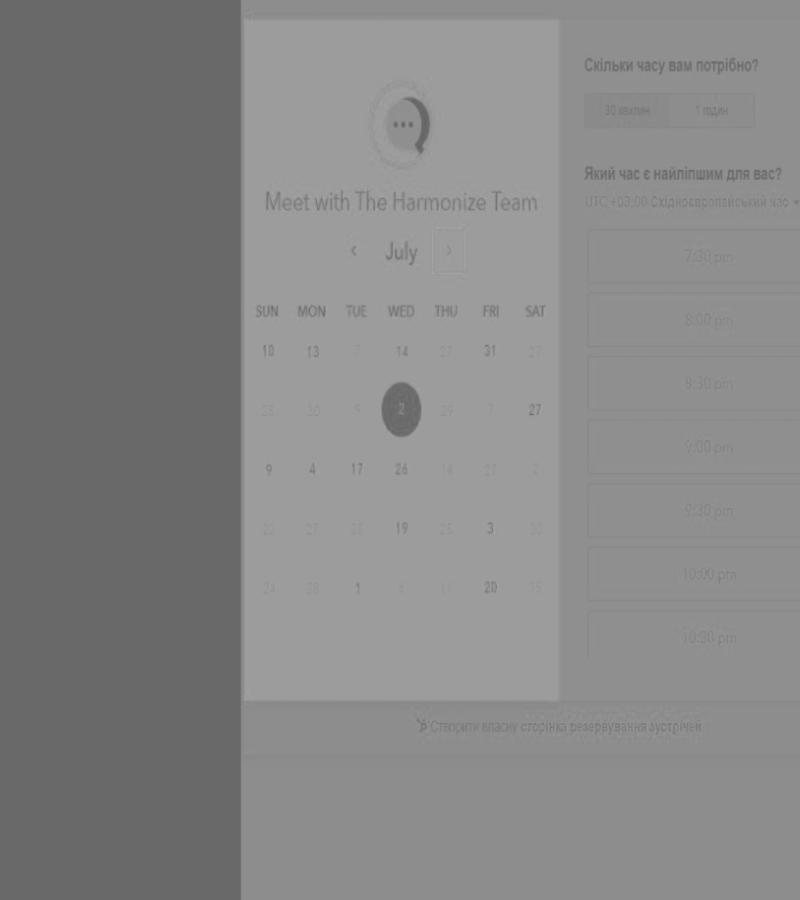 Meet with The Harmonize Team
July
SUN MON TUE WED THU FRI SAT
10 13 7 14 27 31 27
28 30 9 2 29 7 27
9 4 17 26 14 27 2
22 27 25 19 25 3 30
24 28 1 11 20 15
Скільки часу вам потрібно?
30 хвилин 1 годин
Який час є найліпшим для вас?
UTC +03:00 Східноєвропейський час
7:30 pm
8:00 pm
8:30 pm
9:00 pm
9:30 pm
10:00 pm
10:30 pm
Створити власну сторінка резервування зустрічей